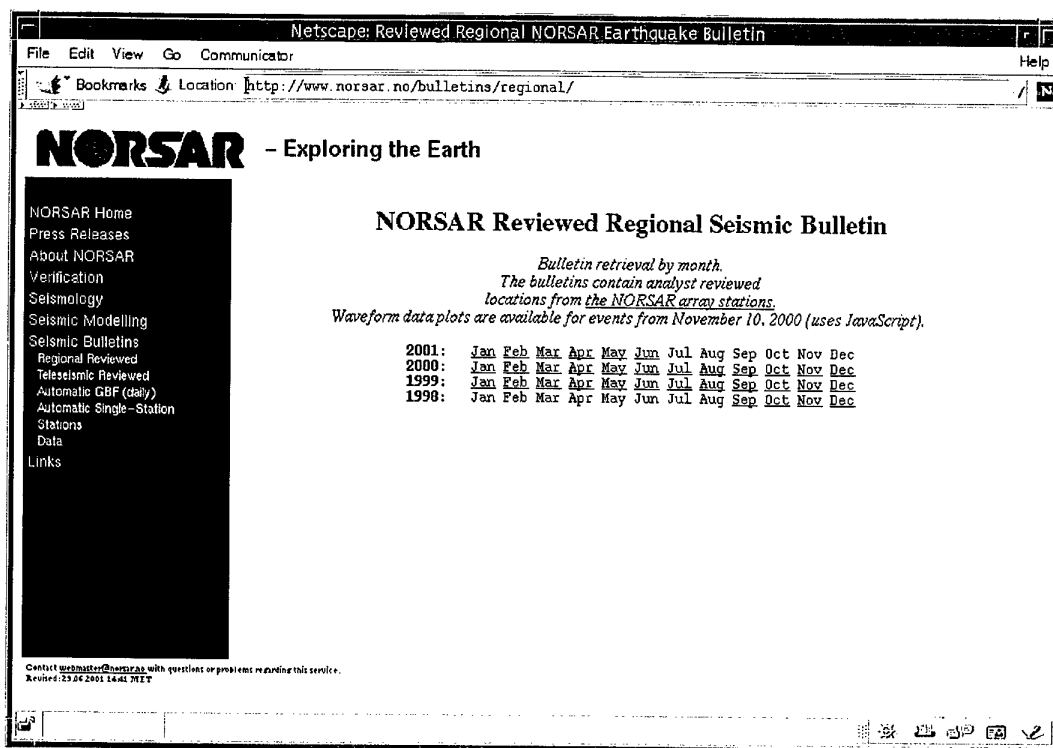 Netscape: Reviewed Regional NORSAR Earthquake Bulletin
File Edit View Go Communicator Help
Bookmarks Location: http://www.norsar.no/bulletins/regional/
N
NORSAR – Exploring the Earth
NORSAR Home
Press Releases
About NORSAR
Verification
Seismology
Seismic Modelling
Seismic Bulletins
Regional Reviewed
Teleseismic Reviewed
Automatic GBF (daily)
Automatic Single-Station
Stations
Data
Links
NORSAR Reviewed Regional Seismic Bulletin
Bulletin retrieval by month.
The bulletins contain analyst reviewed
locations from the NORSAR array stations.
Waveform data plots are available for events from November 10, 2000 (uses JavaScript).
2001: Jan Feb Mar Apr May Jun Jul Aug Sep Oct Nov Dec
2000: Jan Feb Mar Apr May Jun Jul Aug Sep Oct Nov Dec
1999: Jan Feb Mar Apr May Jun Jul Aug Sep Oct Nov Dec
1998: Jan Feb Mar Apr May Jun Jul Aug Sep Oct Nov Dec
Contact webmaster@norsar.no with questions or problems regarding this service.
Revised: 29.06.2001 14:41 MET